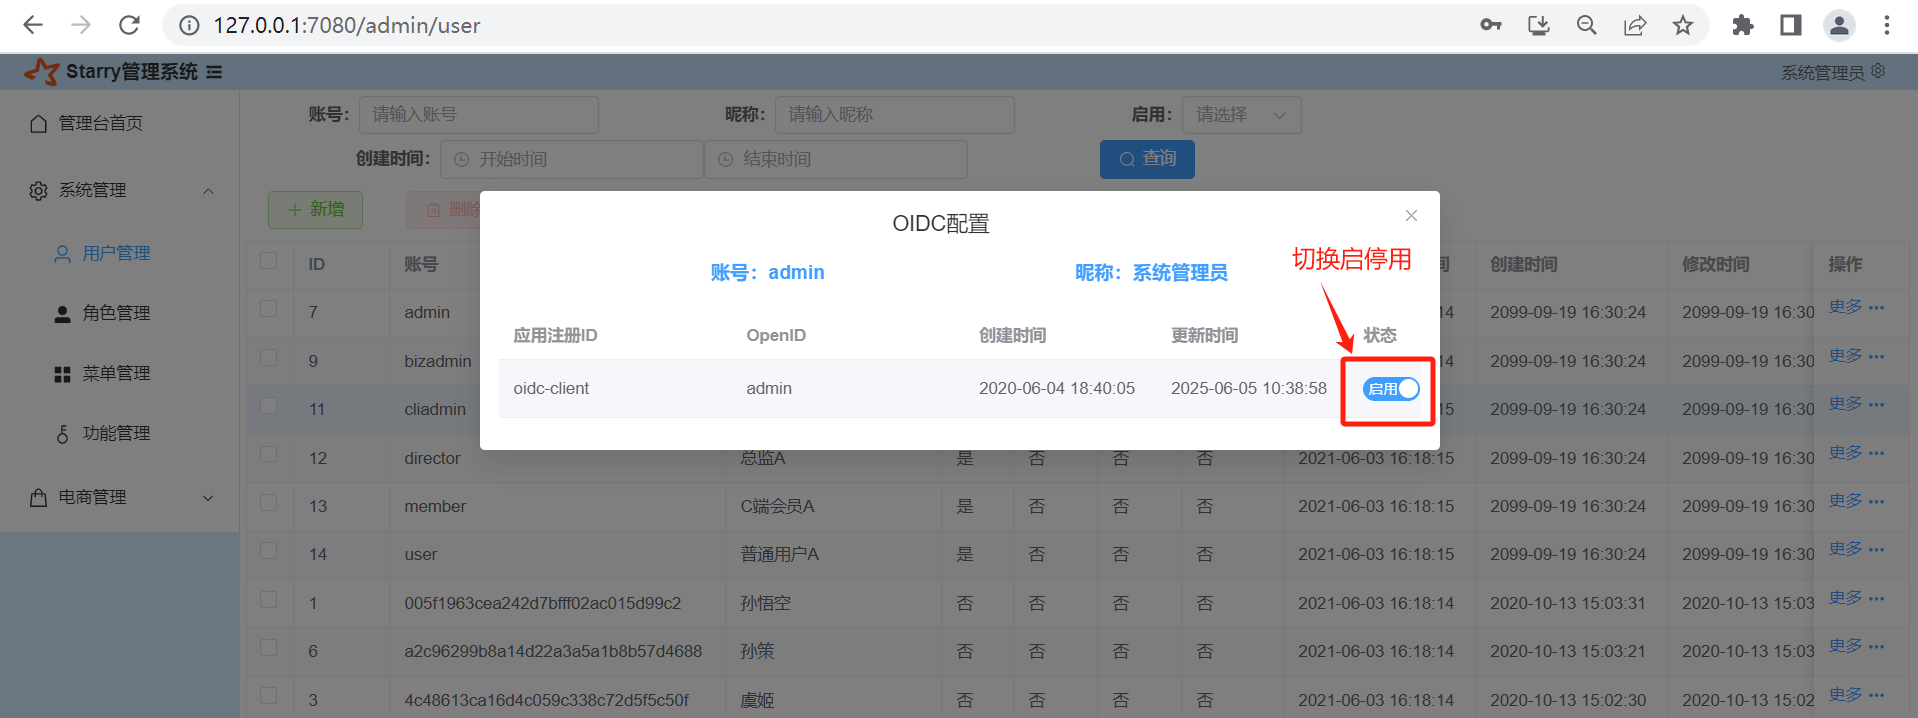 127.0.0.1:7080/admin/user
Starry管理系统
系统管理员
管理台首页
系统管理
用户管理
角色管理
菜单管理
功能管理
电商管理
账号： 请输入账号 昵称： 请输入昵称 启用： 请选择
创建时间： 开始时间 结束时间 查询
新增 删除
OIDC配置
账号：admin 昵称：系统管理员
切换启停用
应用注册ID OpenID 创建时间 更新时间 状态
oidc-client admin 2020-06-04 18:40:05 2025-06-05 10:38:58 启用
ID 账号 间 创建时间 修改时间 操作
7 admin 14 2099-09-19 16:30:24 2099-09-19 16:30 更多
9 bizadmin 14 2099-09-19 16:30:24 2099-09-19 16:30 更多
11 cliadmin 15 2099-09-19 16:30:24 2099-09-19 16:30 更多
12 director 总监A 是 否 否 否 2021-06-03 16:18:15 2099-09-19 16:30:24 2099-09-19 16:30 更多
13 member C端会员A 是 否 否 否 2021-06-03 16:18:15 2099-09-19 16:30:24 2099-09-19 16:30 更多
14 user 普通用户A 是 否 否 否 2021-06-03 16:18:15 2099-09-19 16:30:24 2099-09-19 16:30 更多
1 005f1963cea242d7bfff02ac015d99c2 孙悟空 否 否 否 否 2021-06-03 16:18:14 2020-10-13 15:03:31 2020-10-13 15:03 更多
6 a2c96299b8a14d22a3a5a1b8b57d4688 孙策 否 否 否 否 2021-06-03 16:18:14 2020-10-13 15:03:21 2020-10-13 15:03 更多
3 4c48613ca16d4c059c338c72d5f5c50f 虞姬 否 否 否 否 2021-06-03 16:18:14 2020-10-13 15:02:30 2020-10-13 15:02 更多